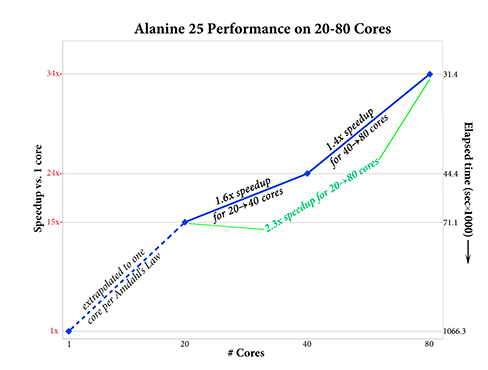 Alanine 25 Performance on 20-80 Cores
34x
31.4
1.4x speedup
for 40→80 cores
24x
44.4
1.6x speedup
for 20→40 cores
2.3x speedup for 20→80 cores
15x
71.1
extrapolated to one
core per Amdahl's Law
1x
1066.3
1
20
40
80
# Cores
Speedup vs. 1 core
Elapsed time (sec›1000) →